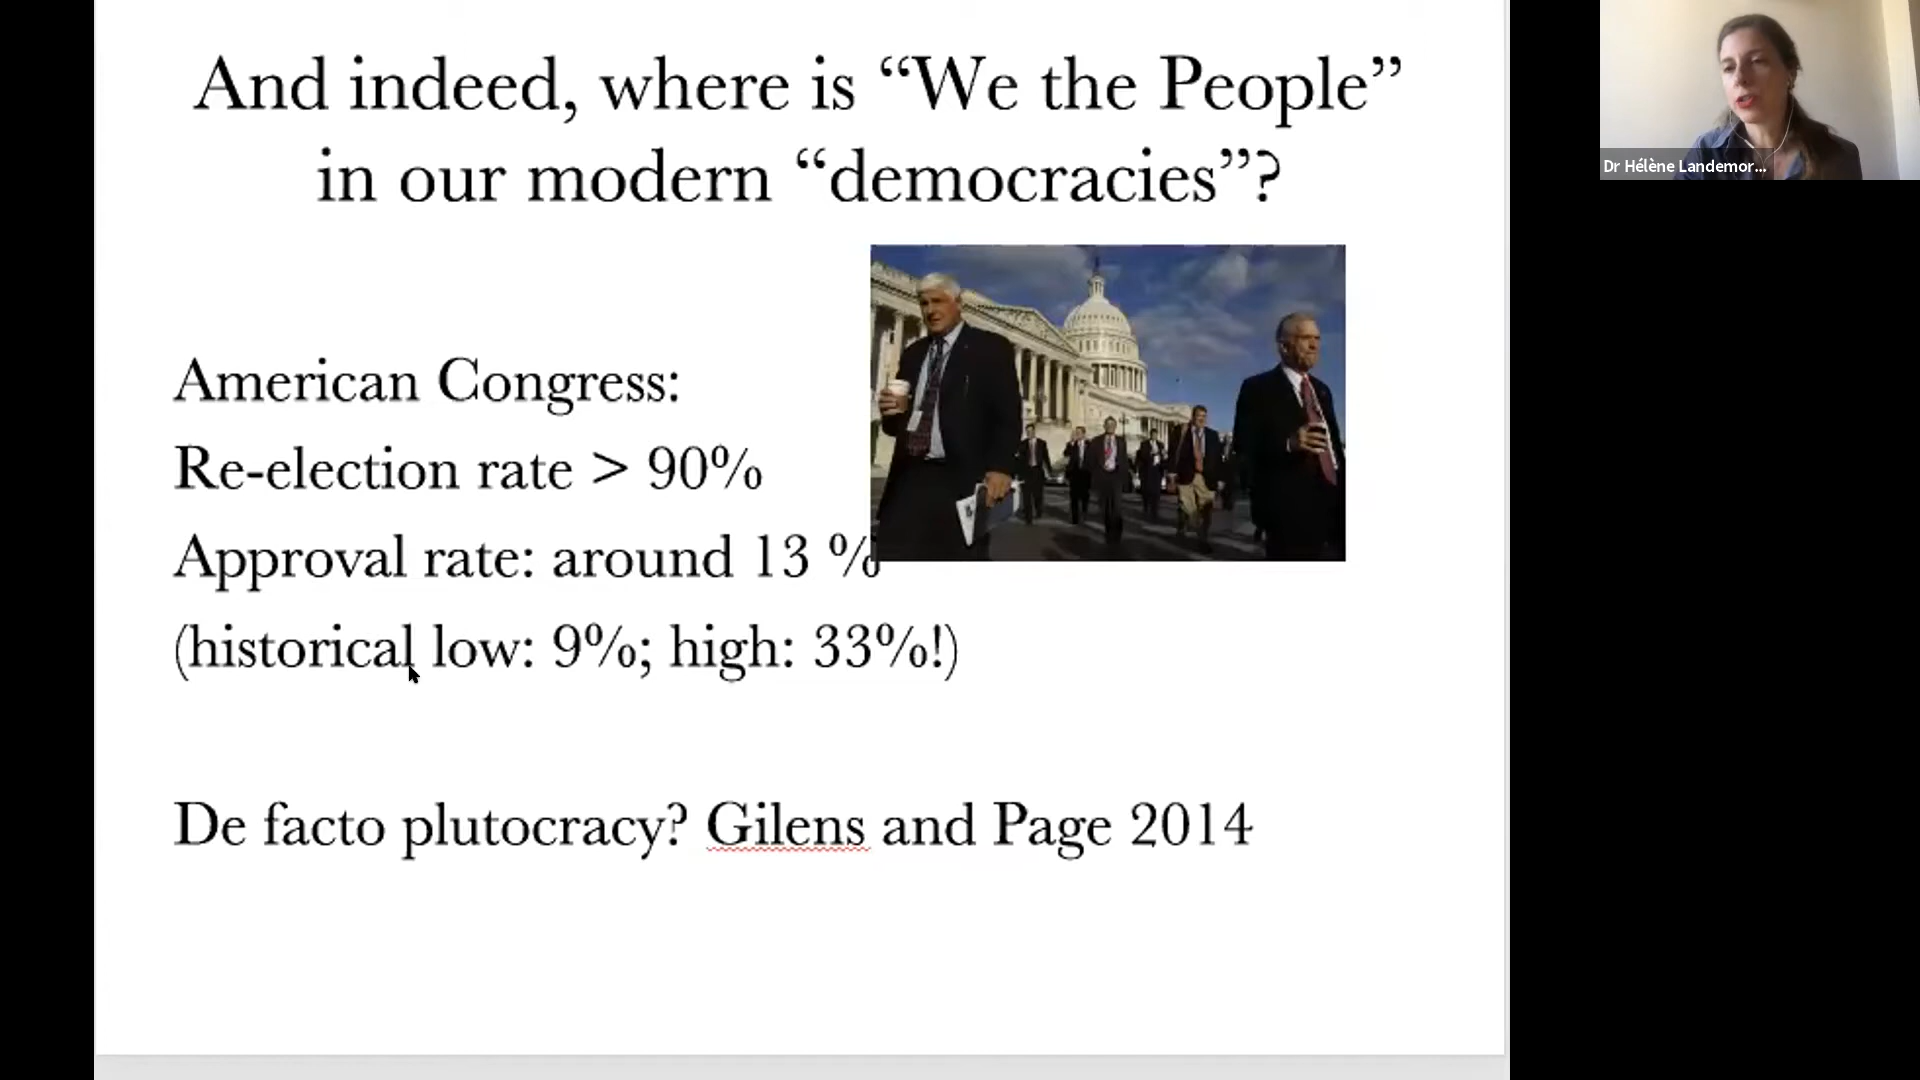 And indeed, where is “We the People”
in our modern “democracies”?
American Congress:
Re-election rate > 90%
Approval rate: around 13 %
(historical low: 9%; high: 33%!)
De facto plutocracy? Gilens and Page 2014
Dr Hélène Landemor...